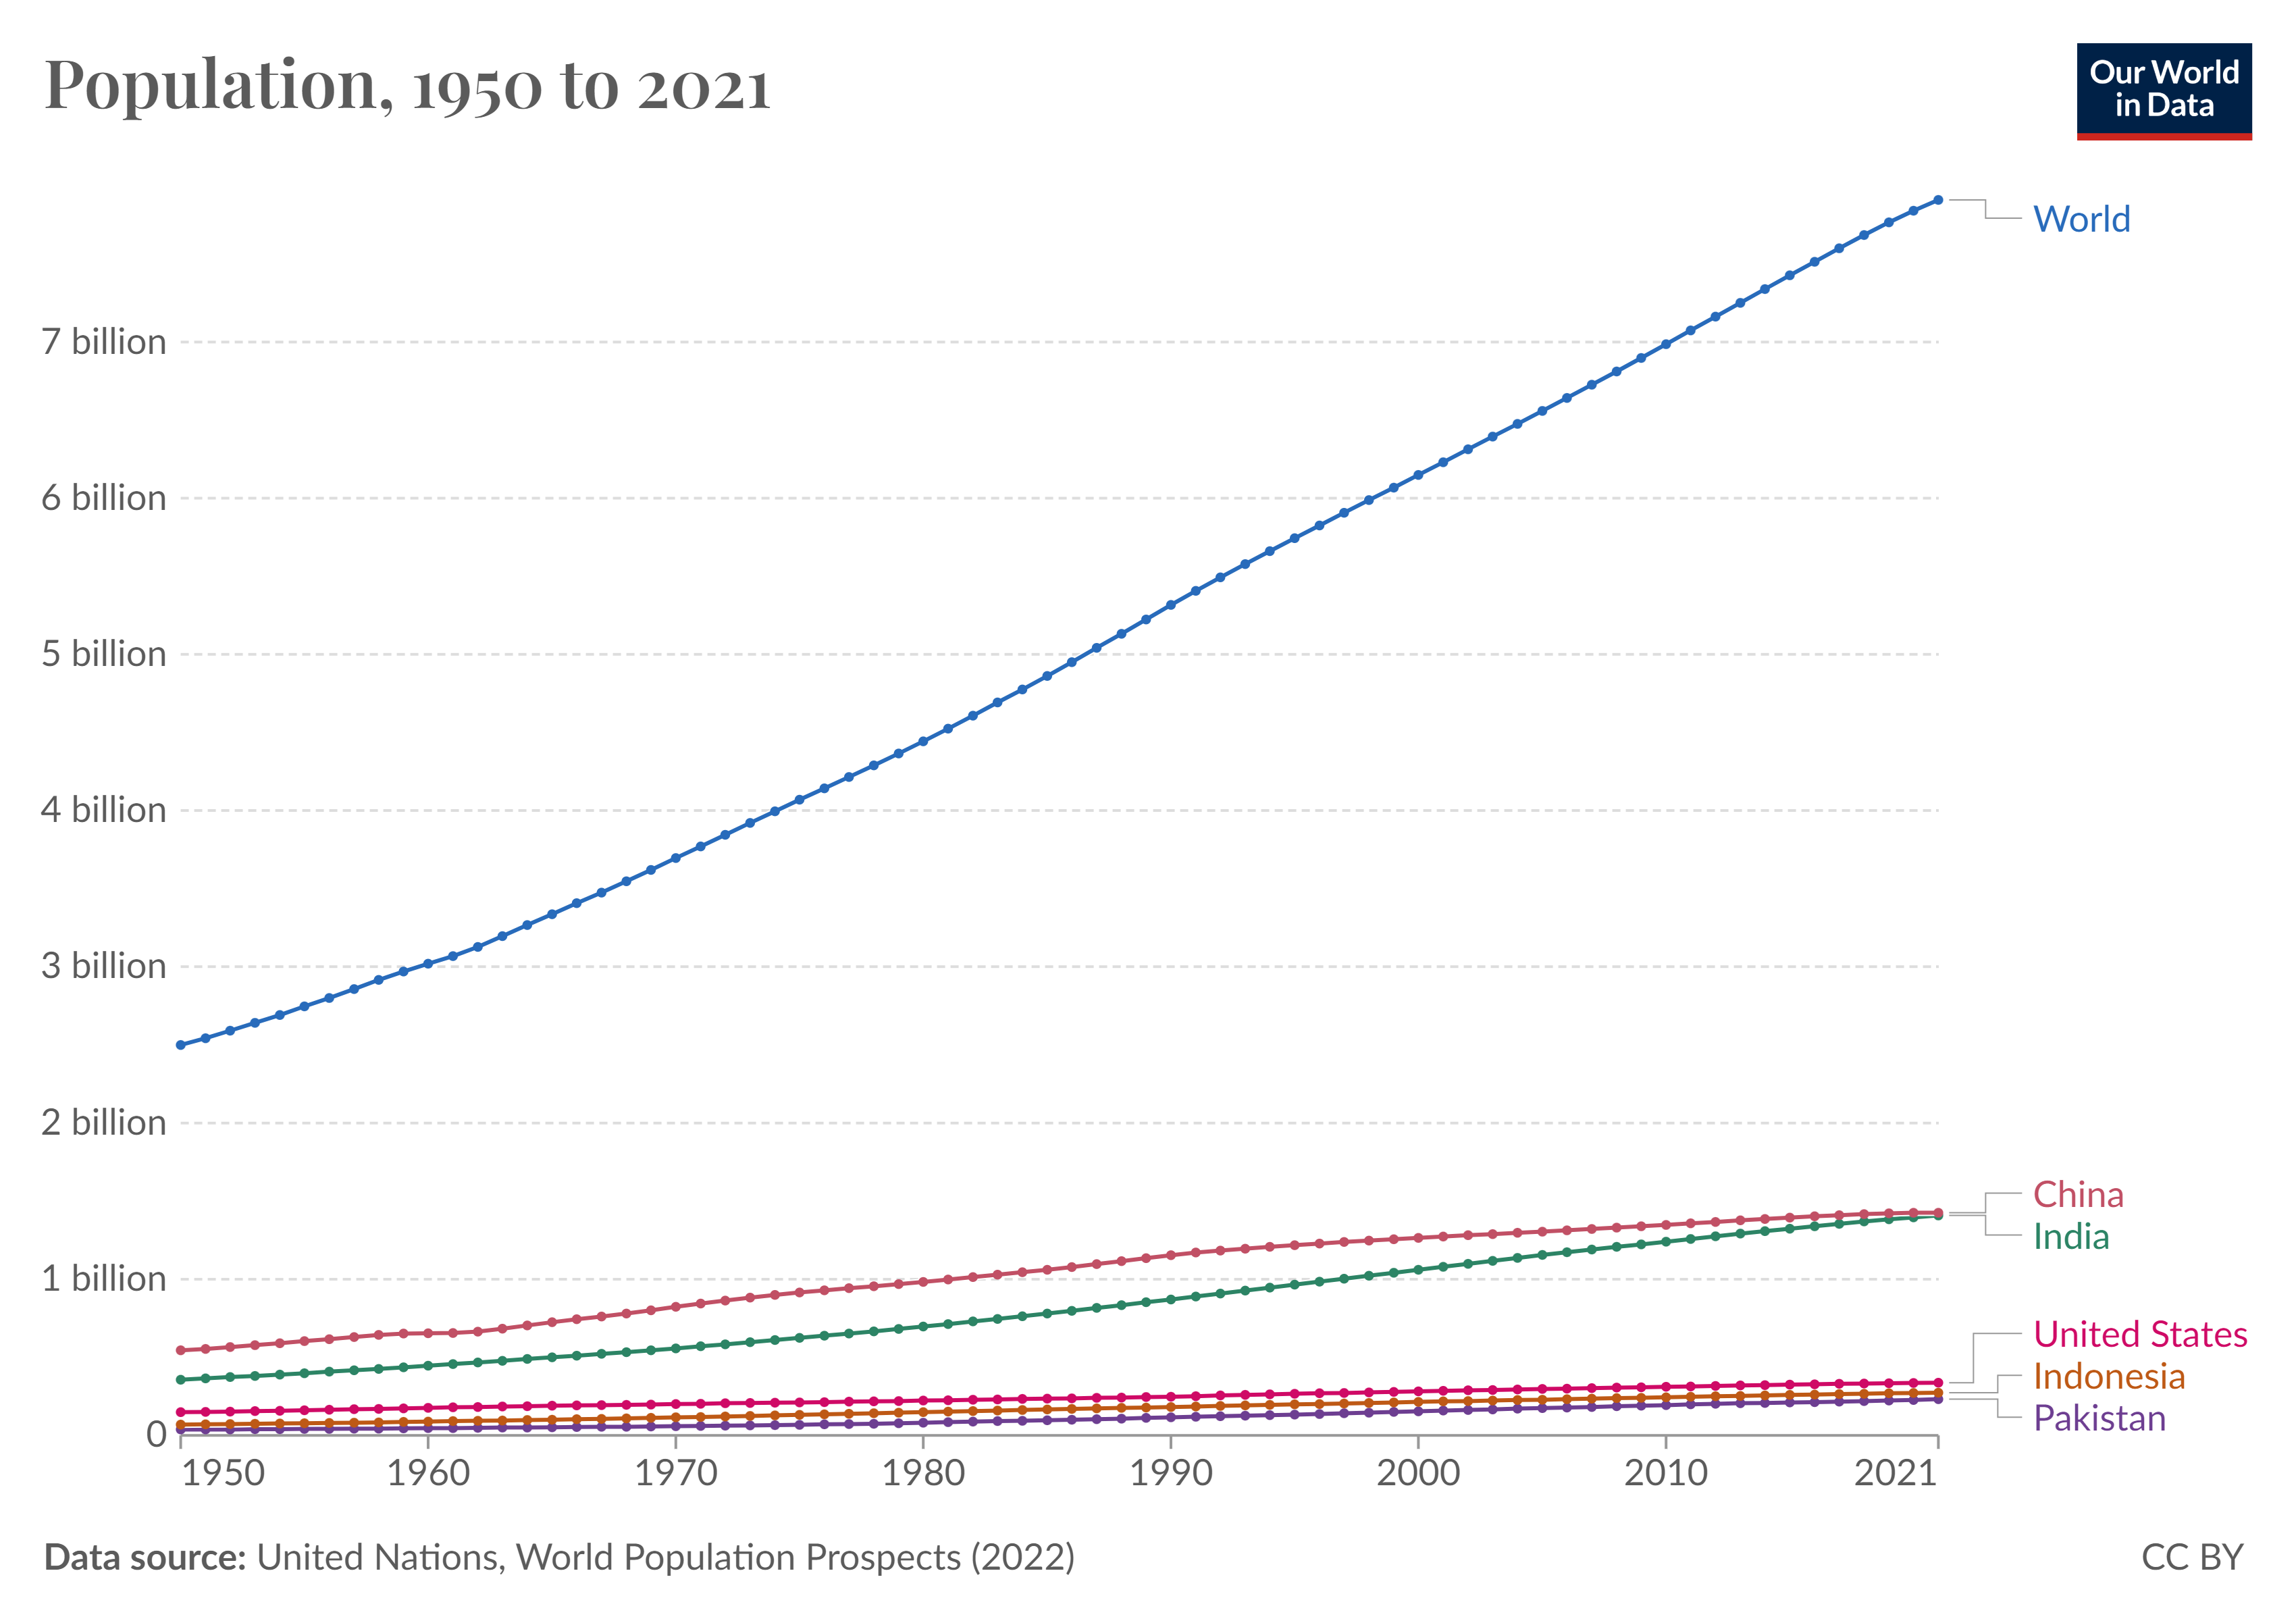 Population, 1950 to 2021
Our World
in Data
World
7 billion
6 billion
5 billion
4 billion
3 billion
2 billion
China
India
1 billion
United States
Indonesia
Pakistan
0
1950 1960 1970 1980 1990 2000 2010 2021
Data source: United Nations, World Population Prospects (2022)
CC BY